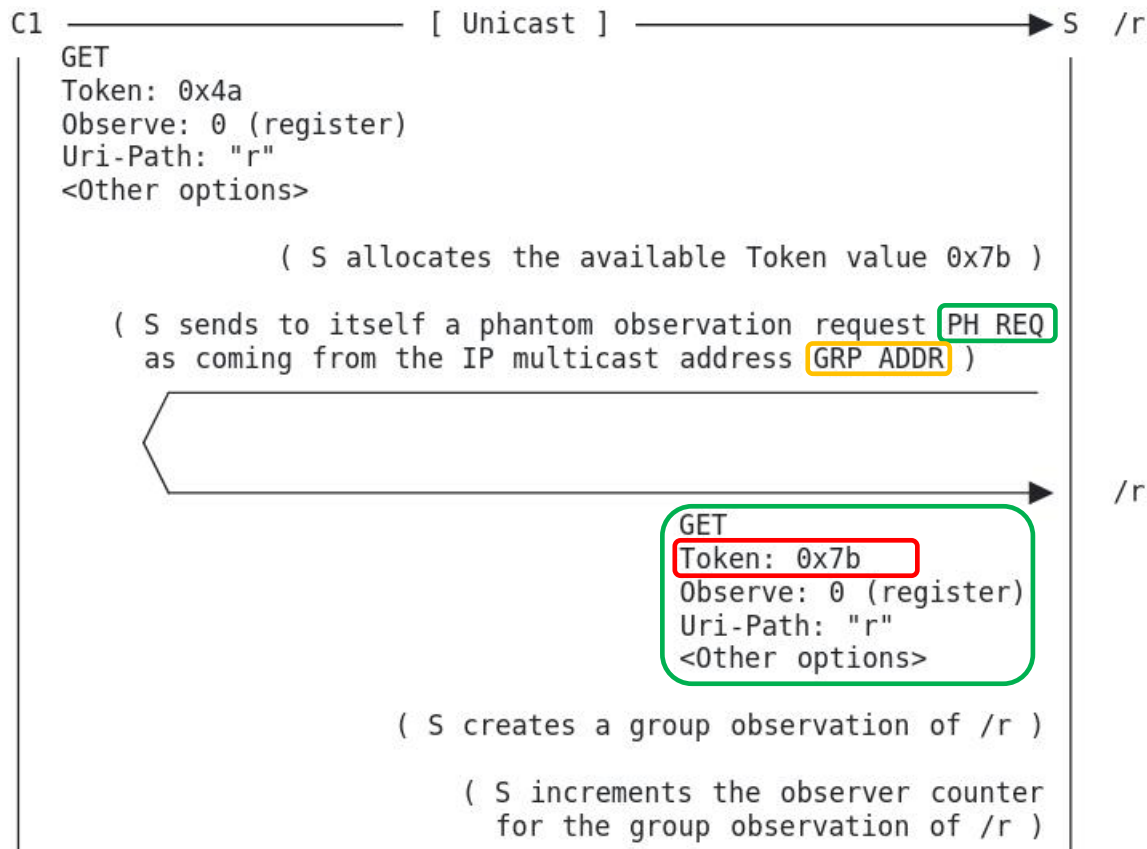 C1 [ Unicast ] S /r
GET
Token: 0x4a
Observe: 0 (register)
Uri-Path: "r"
<Other options>
( S allocates the available Token value 0x7b )
( S sends to itself a phantom observation request PH REQ
as coming from the IP multicast address GRP ADDR )
/r
GET
Token: 0x7b
Observe: 0 (register)
Uri-Path: "r"
<Other options>
( S creates a group observation of /r )
( S increments the observer counter
for the group observation of /r )